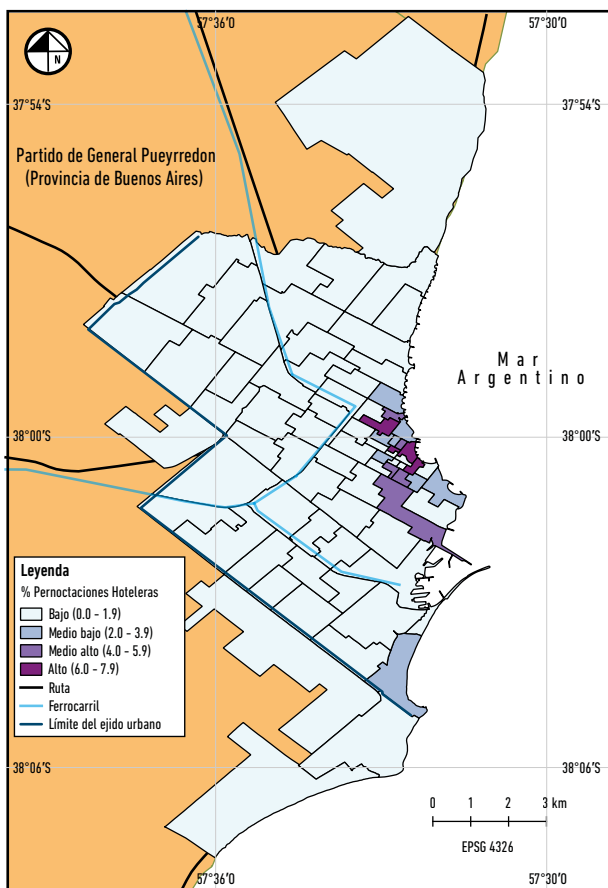 57°36'O
57°30'O
N
37°54'S
37°54'S
Partido de General Pueyrredon
(Provincia de Buenos Aires)
Mar
Argentino
38°00'S
38°00'S
Leyenda
% Pernoctaciones Hoteleras
Bajo (0.0 - 1.9)
Medio bajo (2.0 - 3.9)
Medio alto (4.0 - 5.9)
Alto (6.0 - 7.9)
Ruta
Ferrocarril
Límite del ejido urbano
38°06'S
38°06'S
0 1 2 3 km
EPSG 4326
57°36'O
57°30'O